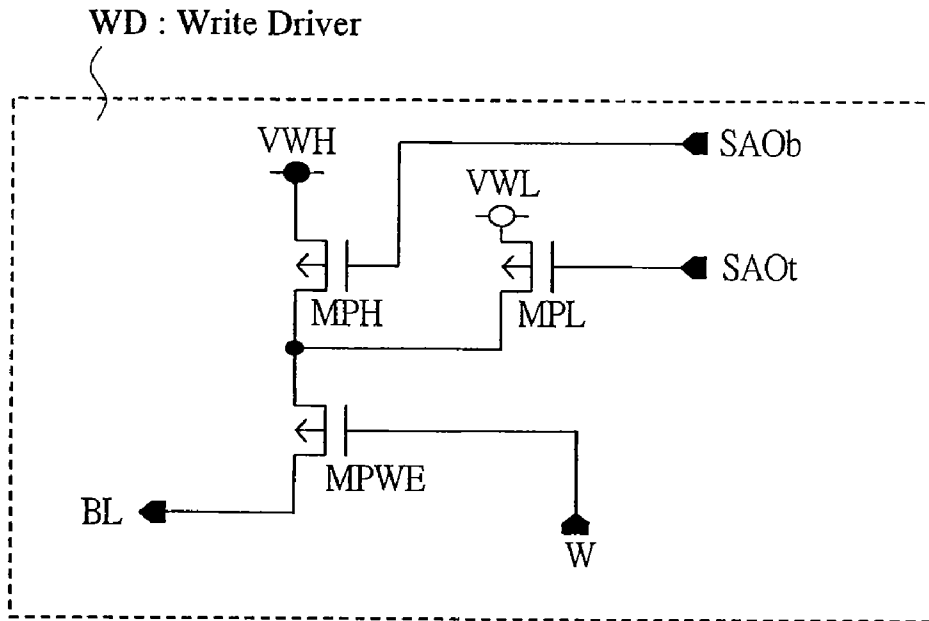 WD : Write Driver
VWH
SAOb
VWL
SAOt
MPH
MPL
MPWE
BL
W